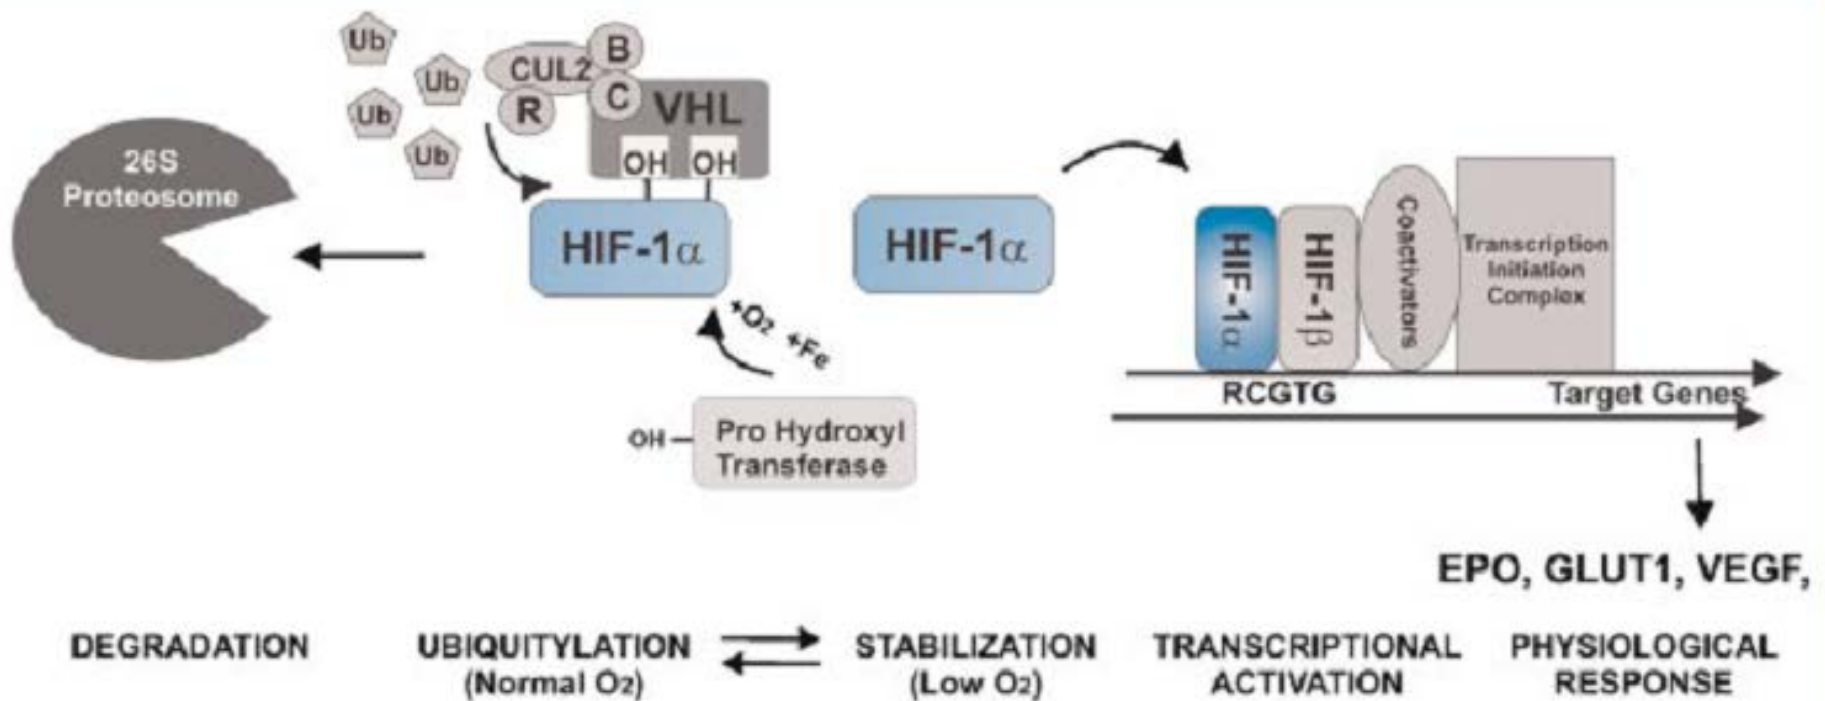 Ub
Ub
Ub
Ub
CUL2
B
C
R
VHL
OH OH
26S
Proteosome
HIF-1α
HIF-1α
+O2 +Fe
OH
Pro Hydroxyl
Transferase
HIF-1α
HIF-1β
Coactivators
Transcription
Initiation
Complex
RCGTG
Target Genes
EPO, GLUT1, VEGF,
DEGRADATION
UBIQUITYLATION
(Normal O2)
STABILIZATION
(Low O2)
TRANSCRIPTIONAL
ACTIVATION
PHYSIOLOGICAL
RESPONSE